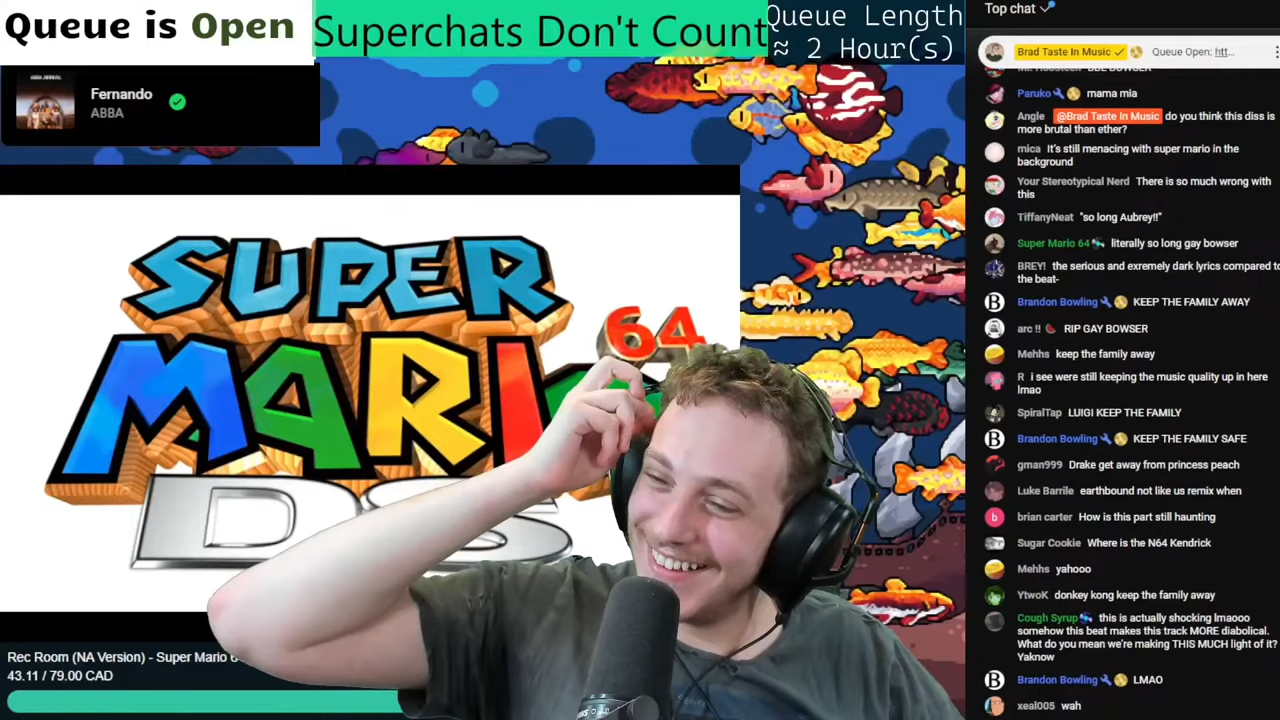 Queue is Open
Superchats Don't Count
Queue Length
≈ 2 Hour(s)
Fernando
ABBA
SUPER
MARIO
64
DS
Rec Room (NA Version) - Super Mario 6
43.11 / 79.00 CAD
Top chat
Brad Taste In Music Queue Open: htt...
Paruko mama mia
Angle @Brad Taste In Music do you think this diss is
more brutal than ether?
mica It's still menacing with super mario in the
background
Your Stereotypical Nerd There is so much wrong with
this
TiffanyNeat "so long Aubrey!!"
Super Mario 64 literally so long gay bowser
BREY! the serious and exremely dark lyrics compared to
the beat-
B Brandon Bowling KEEP THE FAMILY AWAY
arc !! RIP GAY BOWSER
Mehhs keep the family away
R i see were still keeping the music quality up in here
lmao
SpiralTap LUIGI KEEP THE FAMILY
B Brandon Bowling KEEP THE FAMILY SAFE
gman999 Drake get away from princess peach
Luke Barrile earthbound not like us remix when
b brian carter How is this part still haunting
Sugar Cookie Where is the N64 Kendrick
Mehhs yahooo
YtwoK donkey kong keep the family away
Cough Syrup this is actually shocking lmaooo
somehow this beat makes this track MORE diabolical.
What do you mean we're making THIS MUCH light of it?
Yaknow
B Brandon Bowling LMAO
xeal005 wah